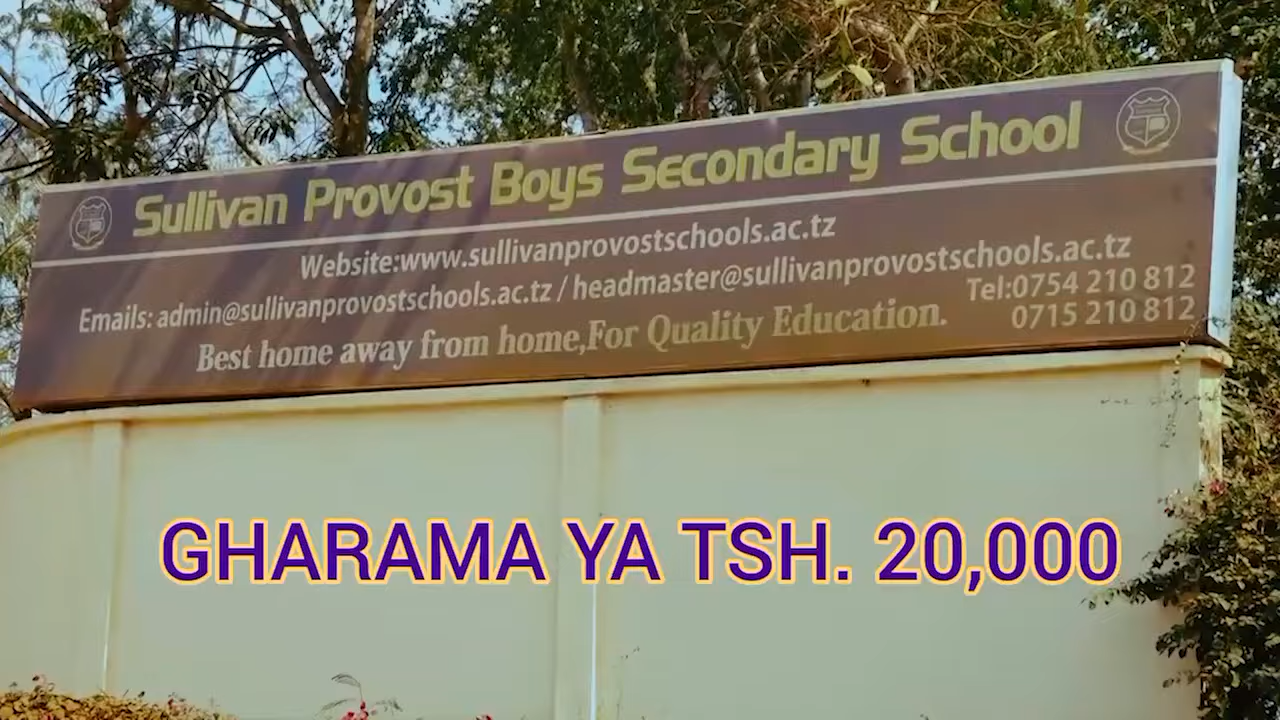 Sullivan Provost Boys Secondary School
Website:www.sullivanprovostschools.ac.tz
Emails: admin@sullivanprovostschools.ac.tz / headmaster@sullivanprovostschools.ac.tz
Tel:0754 210 812
0715 210 812
Best home away from home,For Quality Education.
GHARAMA YA TSH. 20,000